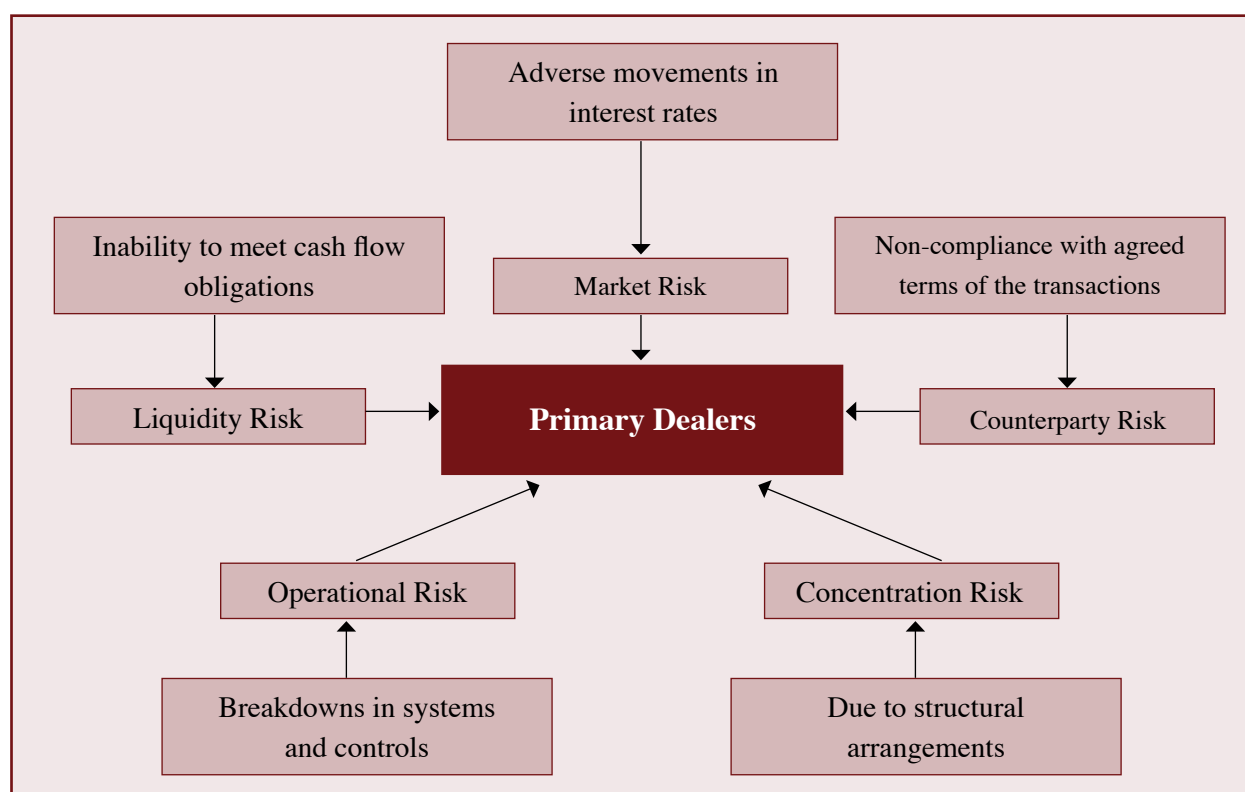 Adverse movements in
interest rates
Inability to meet cash flow
obligations
Market Risk
Non-compliance with agreed
terms of the transactions
Liquidity Risk
Primary Dealers
Counterparty Risk
Operational Risk
Concentration Risk
Breakdowns in systems
and controls
Due to structural
arrangements